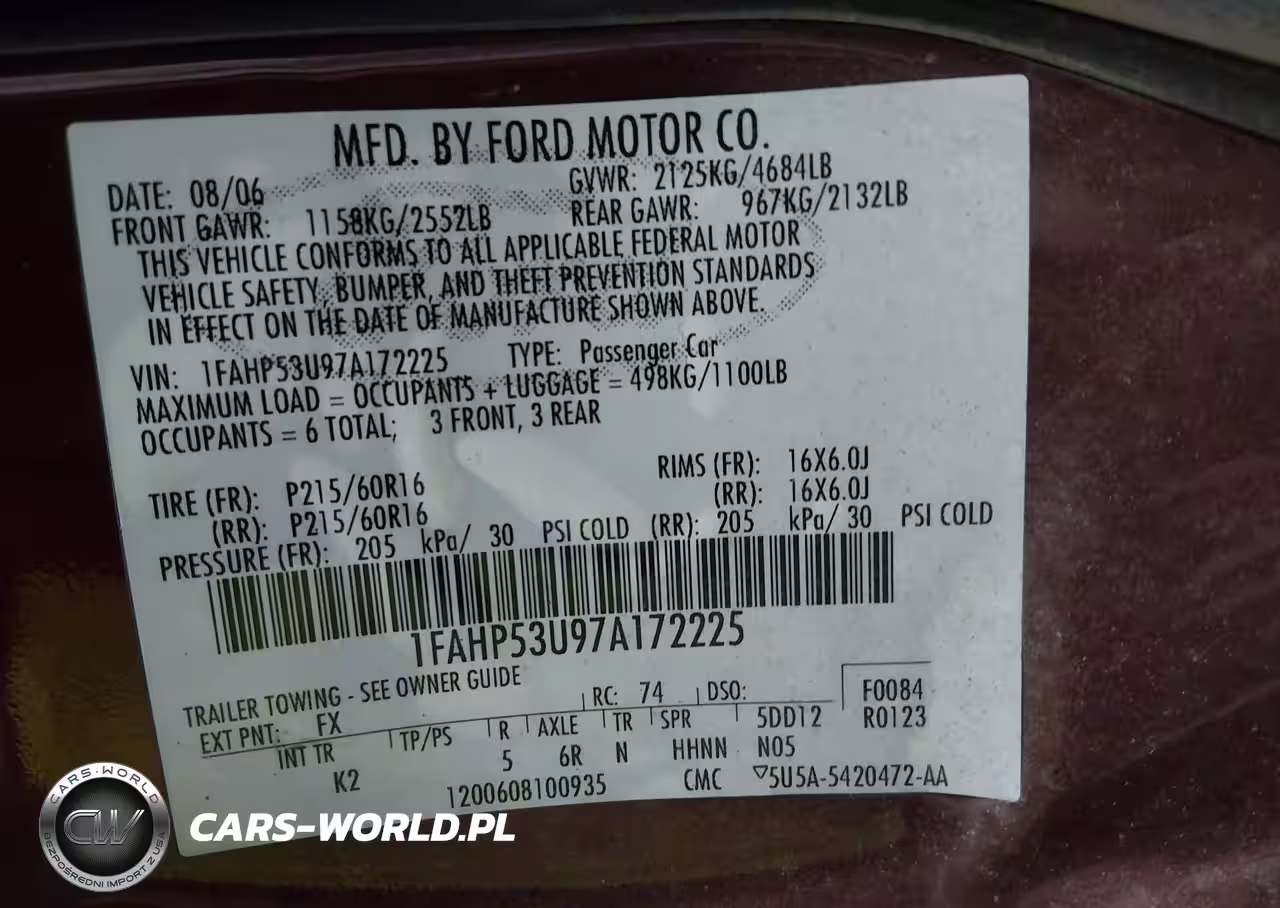 MFD. BY FORD MOTOR CO.
DATE: 08/06 GVWR: 2125KG/4684LB
FRONT GAWR: 1158KG/2552LB REAR GAWR: 967KG/2132LB
THIS VEHICLE CONFORMS TO ALL APPLICABLE FEDERAL MOTOR
VEHICLE SAFETY, BUMPER, AND THEFT PREVENTION STANDARDS
IN EFFECT ON THE DATE OF MANUFACTURE SHOWN ABOVE.
VIN: 1FAHP53U97A172225 TYPE: Passenger Car
MAXIMUM LOAD = OCCUPANTS + LUGGAGE = 498KG/1100LB
OCCUPANTS = 6 TOTAL; 3 FRONT, 3 REAR
TIRE (FR): P215/60R16 RIMS (FR): 16X6.0J
(RR): P215/60R16 (RR): 16X6.0J
PRESSURE (FR): 205 kPa/ 30 PSI COLD (RR): 205 kPa/ 30 PSI COLD
1FAHP53U97A172225
TRAILER TOWING - SEE OWNER GUIDE
EXT PNT: FX RC: 74 DSO: F0084
INT TR TP/PS R AXLE TR SPR 5DD12 R0123
K2 5 6R N HHNN N05
1200608100935 CMC ▽5U5A-5420472-AA
CARS-WORLD
CW
BEZPOŚREDNI IMPORT Z USA
CARS-WORLD.PL